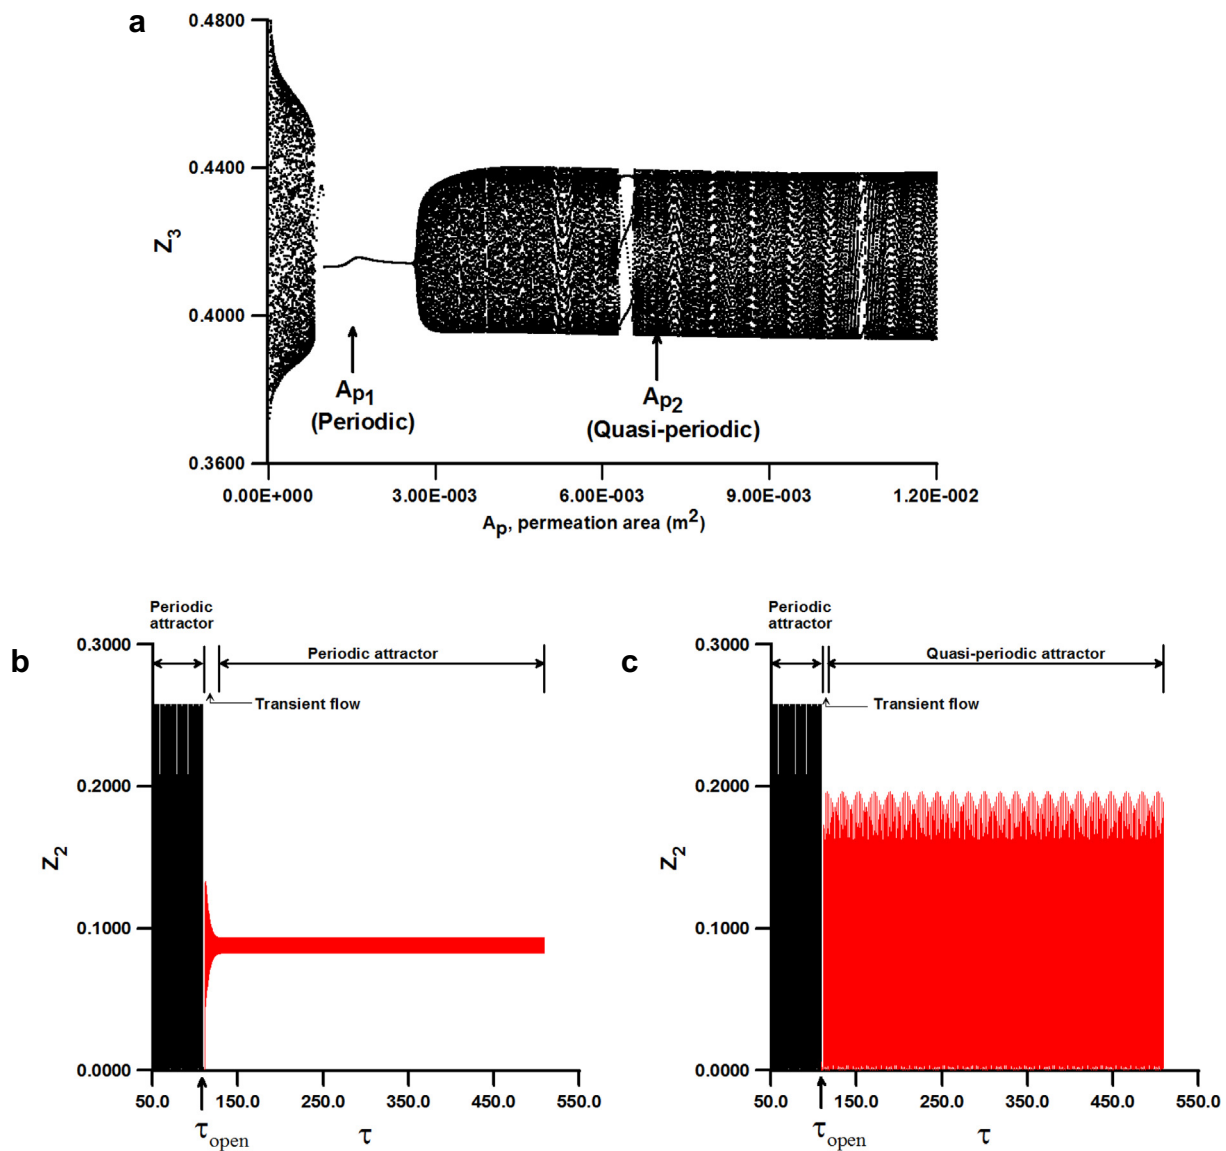 a
0.4800
0.4400
Z3
0.4000
Ap1
(Periodic)
Ap2
(Quasi-periodic)
0.3600
0.00E+000 3.00E-003 6.00E-003 9.00E-003 1.20E-002
Ap, permeation area (m2)
b
Periodic
attractor
0.3000
Periodic attractor
Transient flow
0.2000
Z2
0.1000
0.0000
50.0 150.0 250.0 350.0 450.0 550.0
τopen
τ
c
Periodic
attractor
0.3000
Quasi-periodic attractor
Transient flow
0.2000
Z2
0.1000
0.0000
50.0 150.0 250.0 350.0 450.0 550.0
τopen
τ